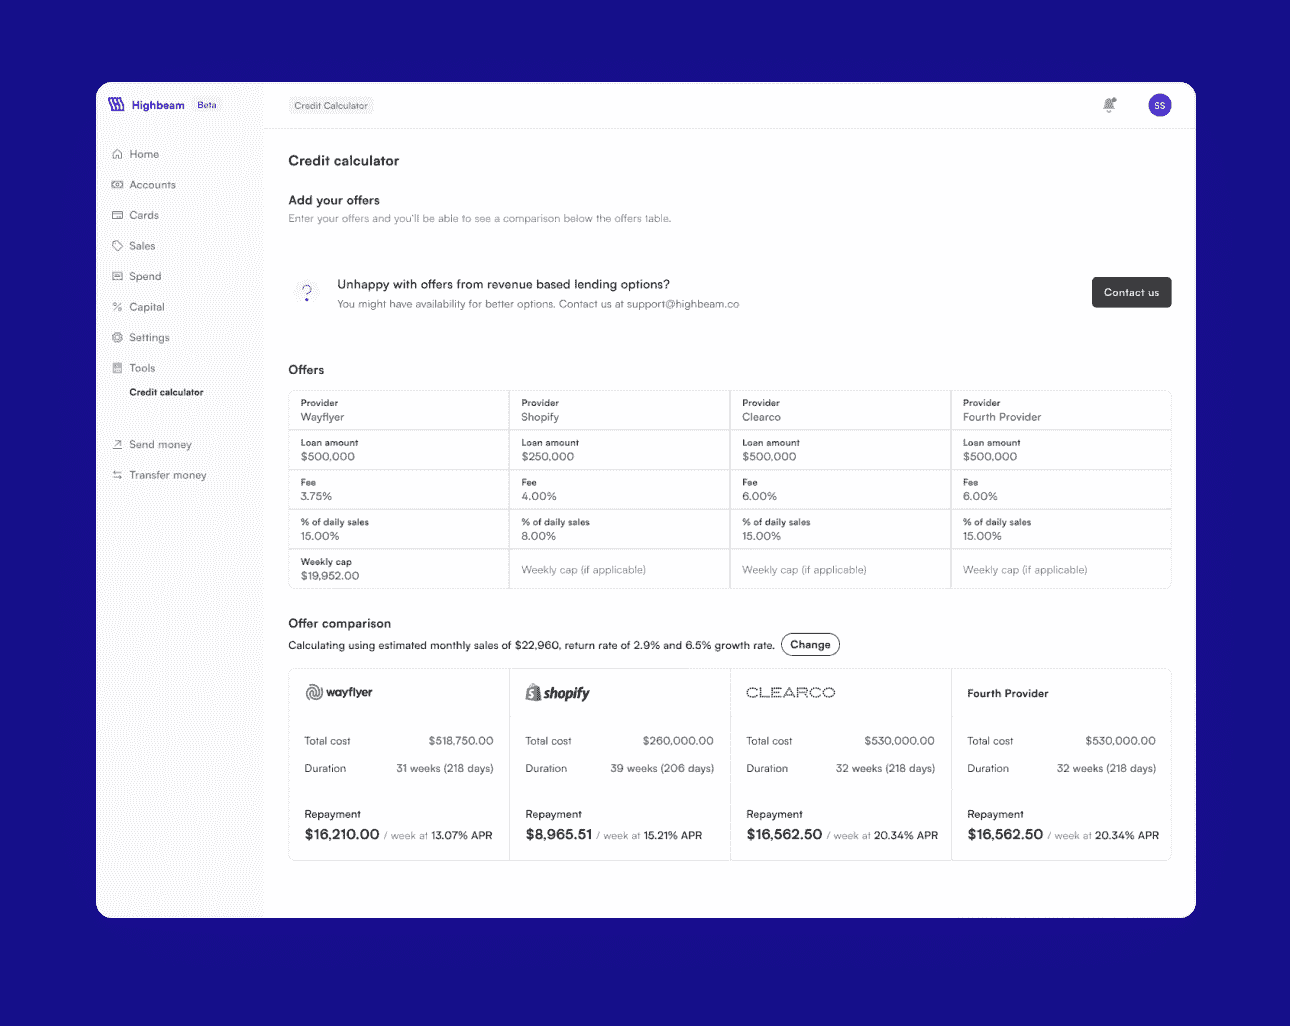 Highbeam Beta
Credit Calculator
SS
Home
Accounts
Cards
Sales
Spend
Capital
Settings
Tools
Credit calculator
Send money
Transfer money
Credit calculator
Add your offers
Enter your offers and you'll be able to see a comparison below the offers table.
?
Unhappy with offers from revenue based lending options?
You might have availability for better options. Contact us at support@highbeam.co
Contact us
Offers
Provider Provider Provider Provider
Wayflyer Shopify Clearco Fourth Provider
Loan amount Loan amount Loan amount Loan amount
$500,000 $250,000 $500,000 $500,000
Fee Fee Fee Fee
3.75% 4.00% 6.00% 6.00%
% of daily sales % of daily sales % of daily sales % of daily sales
15.00% 8.00% 15.00% 15.00%
Weekly cap
$19,952.00 Weekly cap (if applicable) Weekly cap (if applicable) Weekly cap (if applicable)
Offer comparison
Calculating using estimated monthly sales of $22,960, return rate of 2.9% and 6.5% growth rate. Change
wayflyer shopify CLEARCO Fourth Provider
Total cost $518,750.00 Total cost $260,000.00 Total cost $530,000.00 Total cost $530,000.00
Duration 31 weeks (218 days) Duration 39 weeks (206 days) Duration 32 weeks (218 days) Duration 32 weeks (218 days)
Repayment Repayment Repayment Repayment
$16,210.00 / week at 13.07% APR $8,965.51 / week at 15.21% APR $16,562.50 / week at 20.34% APR $16,562.50 / week at 20.34% APR